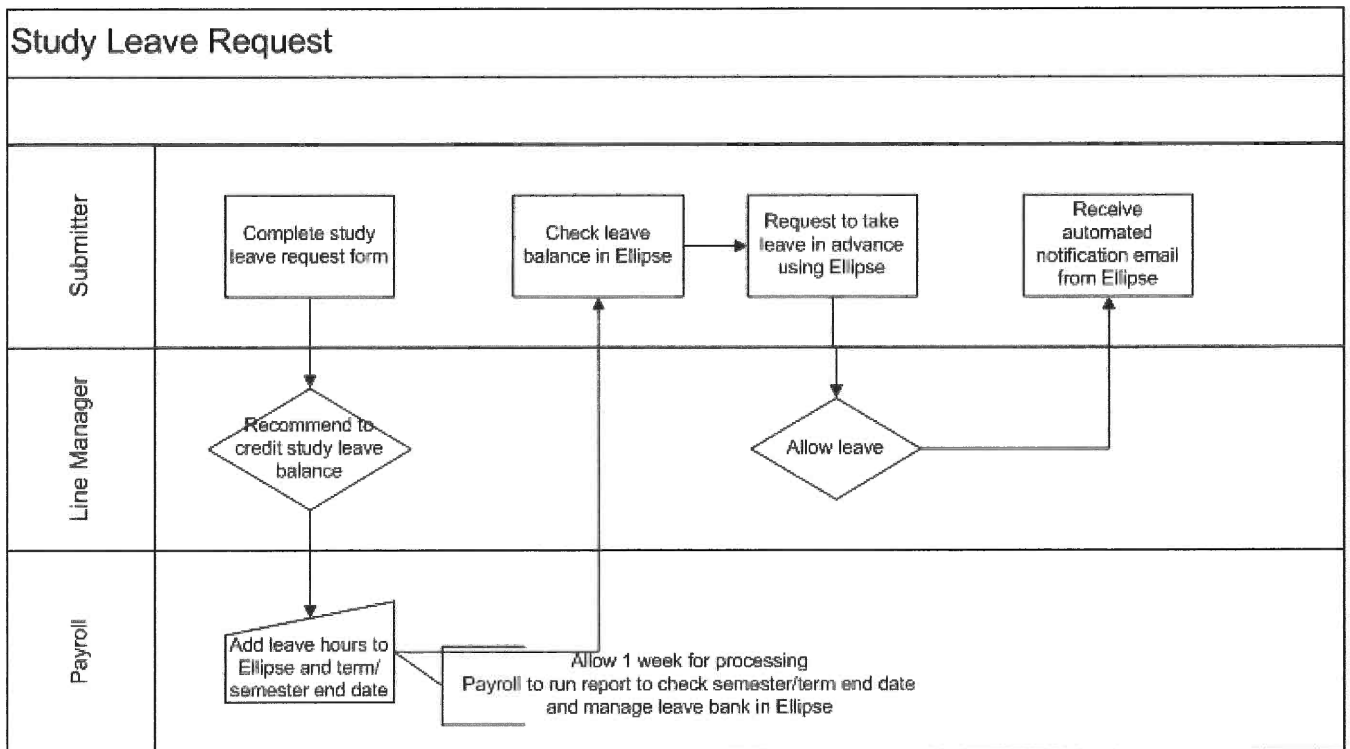 Study Leave Request
Submitter
Complete study
leave request form
Check leave
balance in Ellipse
Request to take
leave in advance
using Ellipse
Receive
automated
notification email
from Ellipse
Line Manager
Recommend to
credit study leave
balance
Allow leave
Payroll
Add leave hours to
Ellipse and term/
semester end date
Allow 1 week for processing
Payroll to run report to check semester/term end date
and manage leave bank in Ellipse